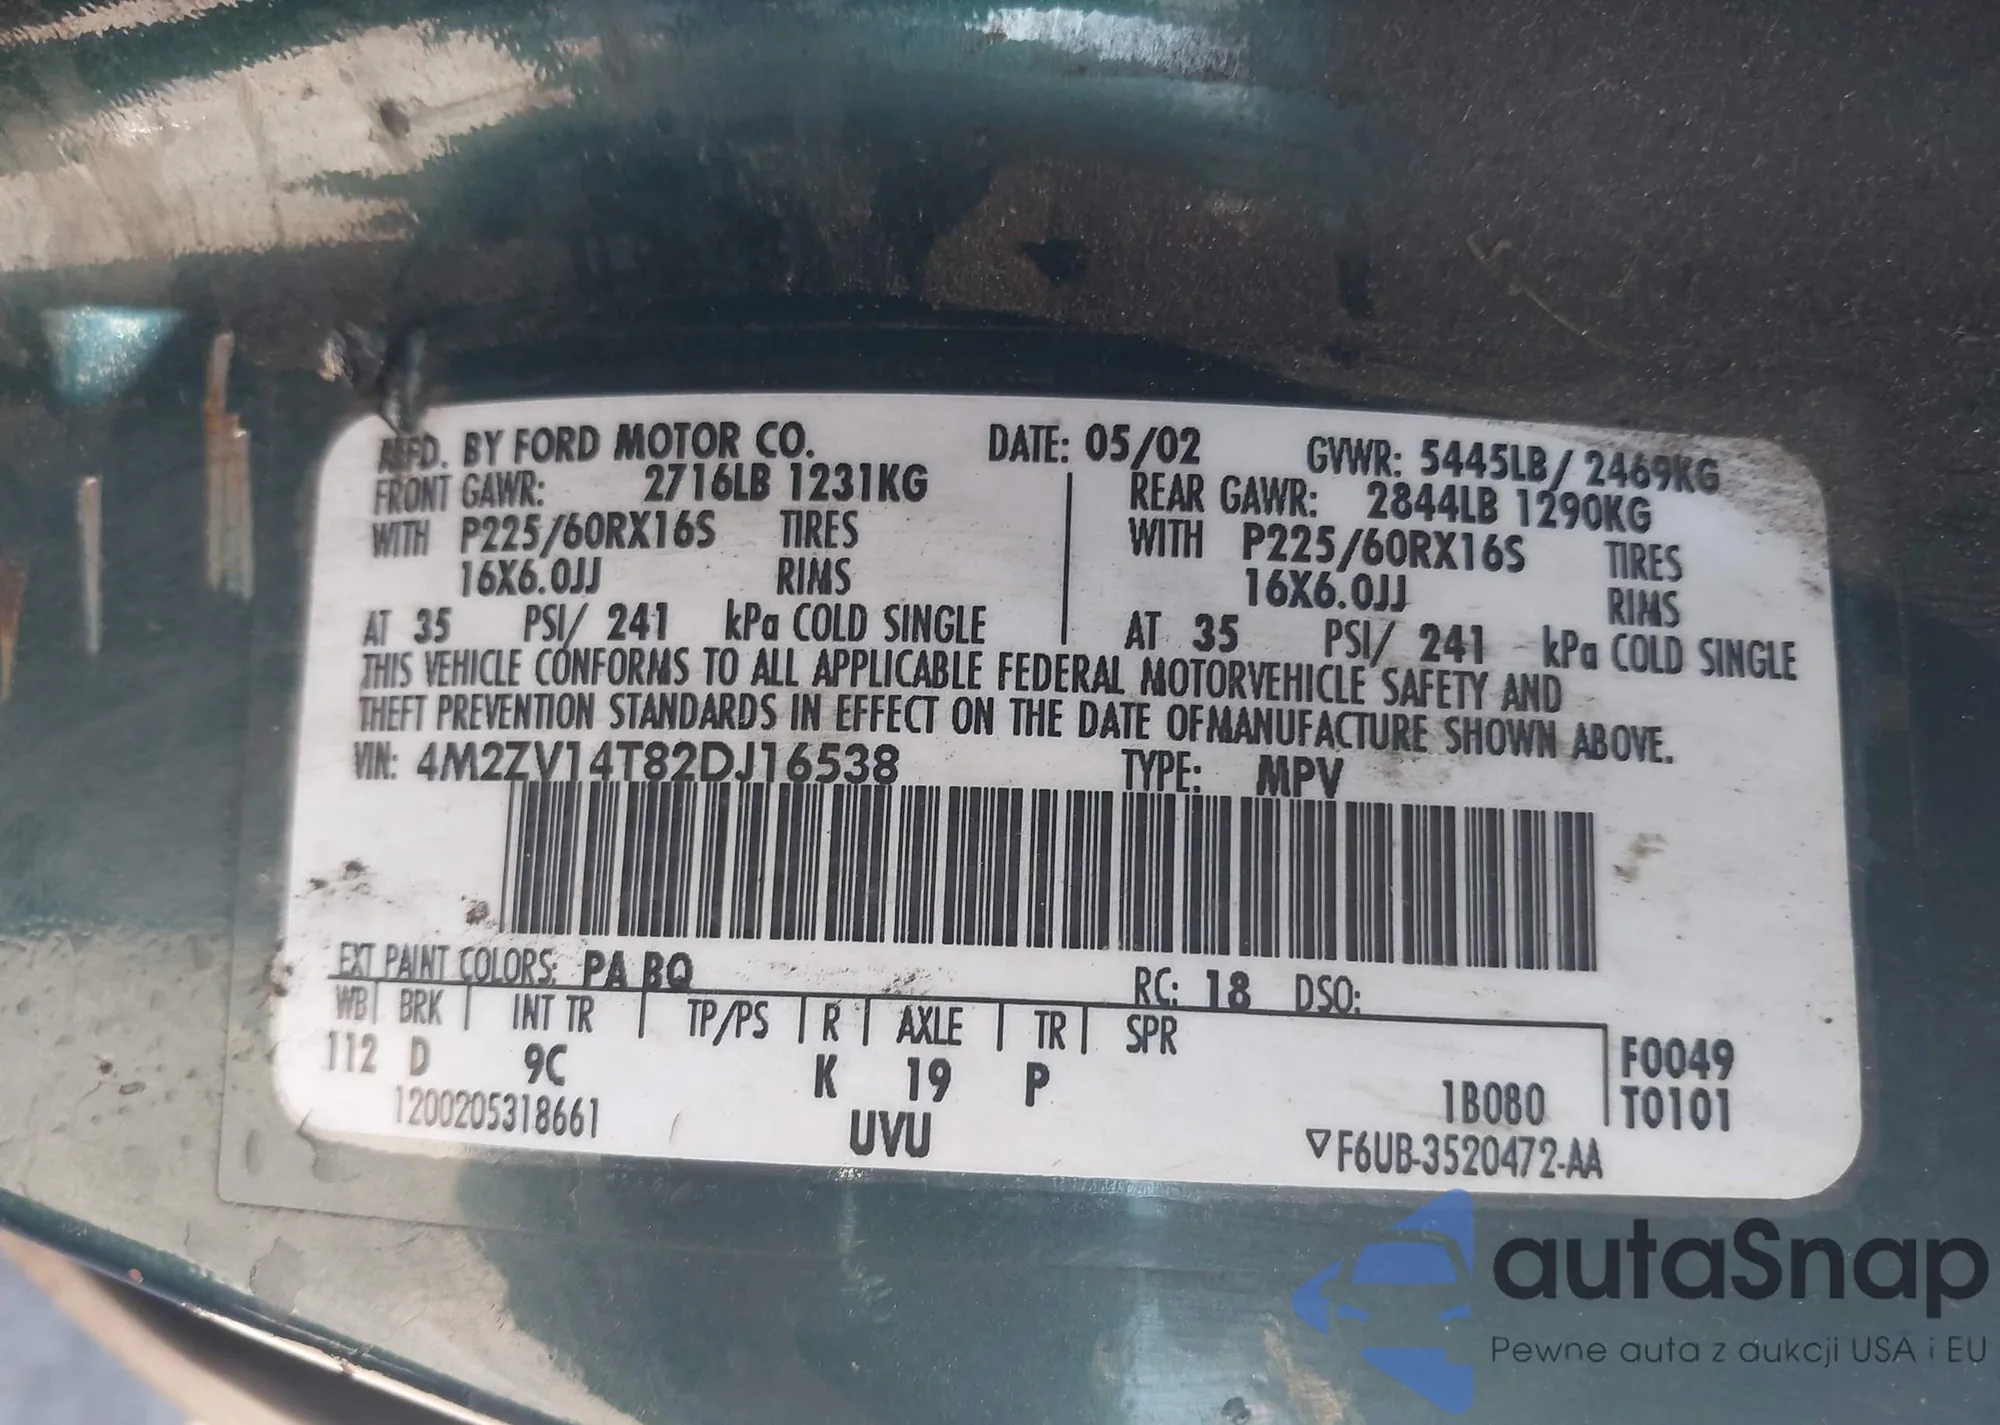 MFD. BY FORD MOTOR CO. DATE: 05/02 GVWR: 5445LB/ 2469KG
FRONT GAWR: 2716LB 1231KG REAR GAWR: 2844LB 1290KG
WITH P225/60RX16S TIRES WITH P225/60RX16S TIRES
16X6.0JJ RIMS 16X6.0JJ RIMS
AT 35 PSI/ 241 kPa COLD SINGLE AT 35 PSI/ 241 kPa COLD SINGLE
THIS VEHICLE CONFORMS TO ALL APPLICABLE FEDERAL MOTORVEHICLE SAFETY AND
THEFT PREVENTION STANDARDS IN EFFECT ON THE DATE OF MANUFACTURE SHOWN ABOVE.
VIN: 4M2ZV14T82DJ16538 TYPE: MPV
EXT PAINT COLORS: PA BQ RC: 18 DSO:
WB BRK INT TR TP/PS R AXLE TR SPR
112 D 9C K 19 P 1B080
F0049
T0101
1200205318661 UVU ▽F6UB-3520472-AA
autaSnap
Pewne auta z aukcji USA i EU